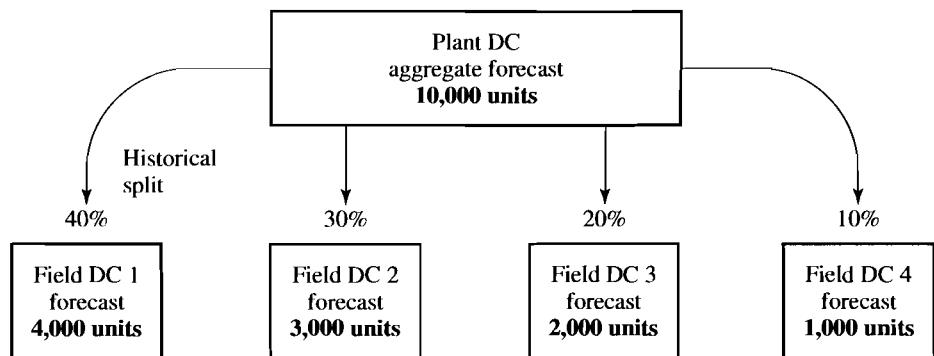 Plant DC
aggregate forecast
10,000 units
Historical
split
40%
30%
20%
10%
Field DC 1
forecast
4,000 units
Field DC 2
forecast
3,000 units
Field DC 3
forecast
2,000 units
Field DC 4
forecast
1,000 units